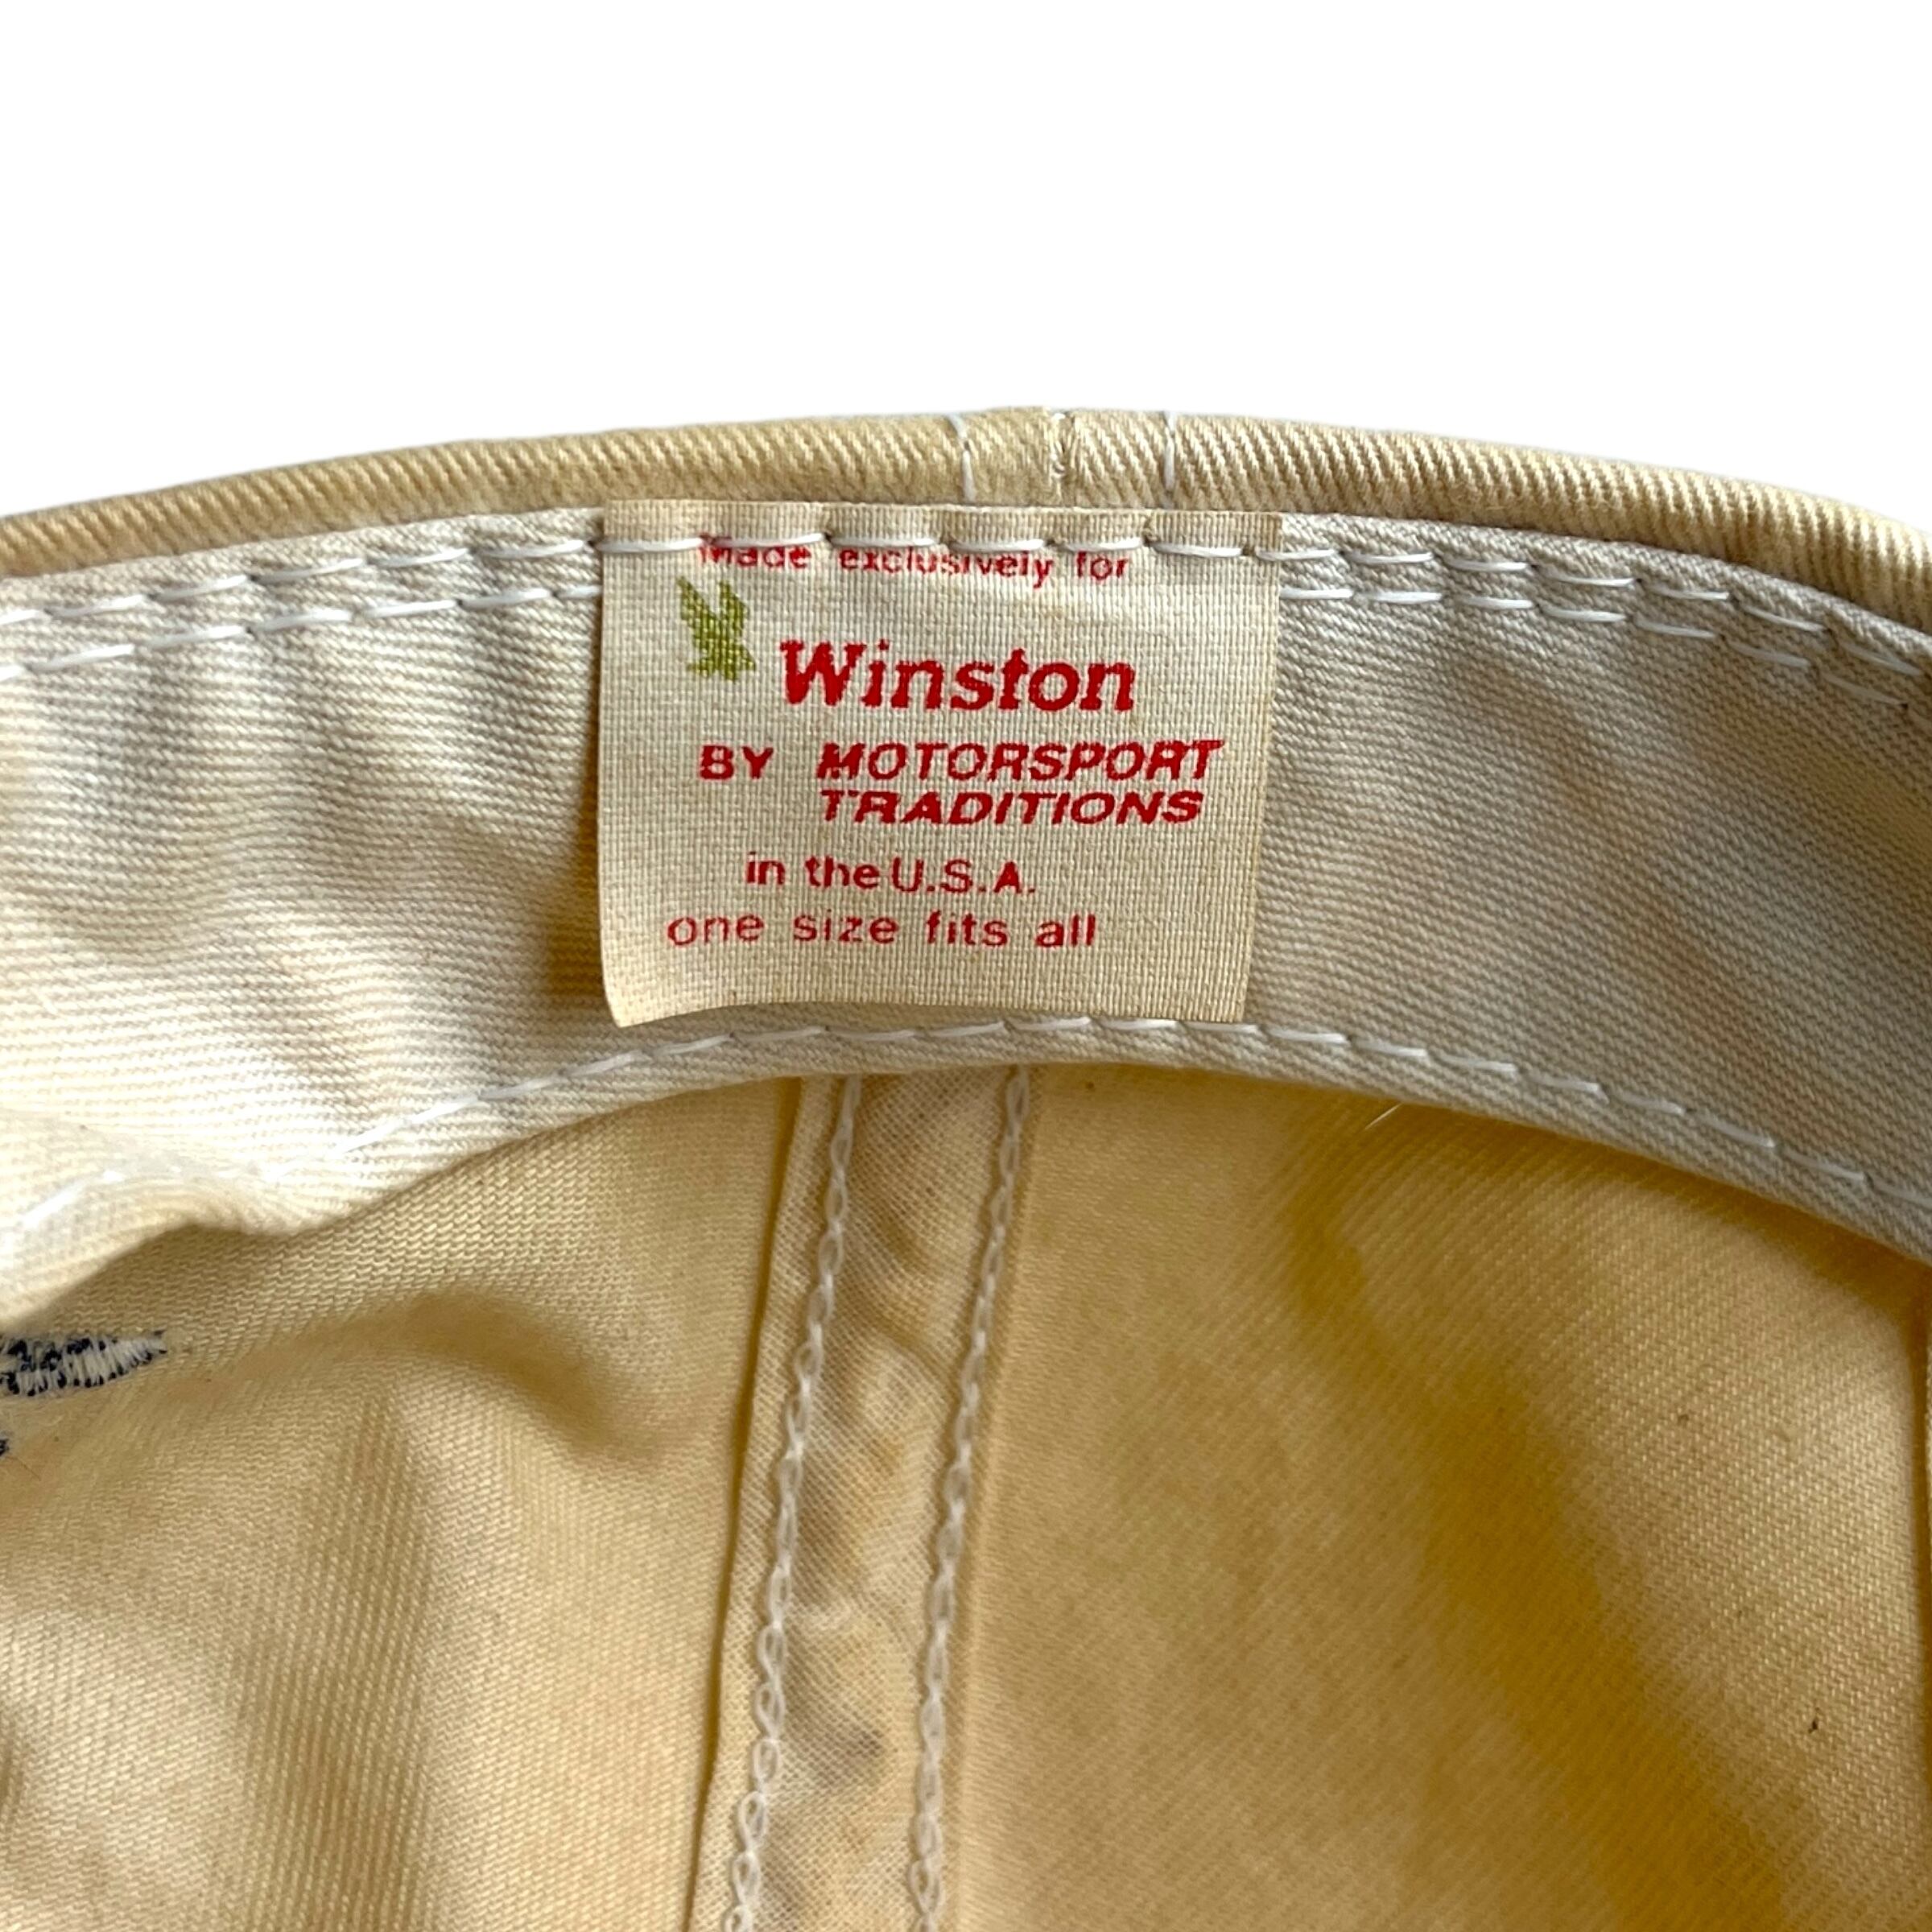 Made exclusively for
Winston
BY MOTORSPORT
TRADITIONS
in the U.S.A.
one size fits all